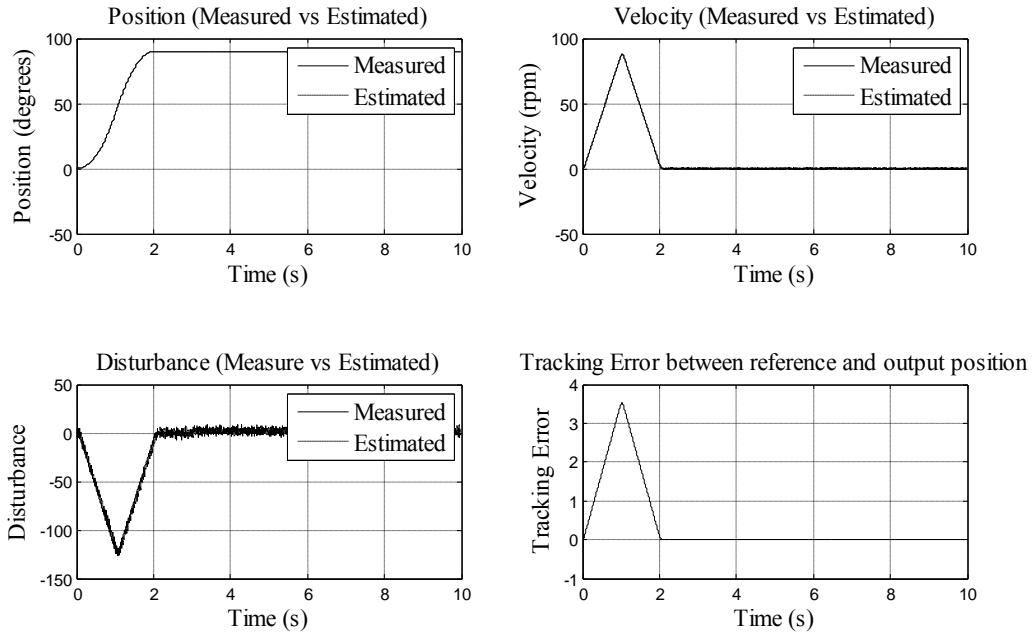 Position (Measured vs Estimated)
100
50
0
-50
Position (degrees)
Measured
Estimated
0 2 4 6 8 10
Time (s)
Velocity (Measured vs Estimated)
100
50
0
-50
Velocity (rpm)
Measured
Estimated
0 2 4 6 8 10
Time (s)
Disturbance (Measure vs Estimated)
50
0
-50
-100
-150
Disturbance
Measured
Estimated
0 2 4 6 8 10
Time (s)
Tracking Error between reference and output position
4
3
2
1
0
-1
Tracking Error
0 2 4 6 8 10
Time (s)